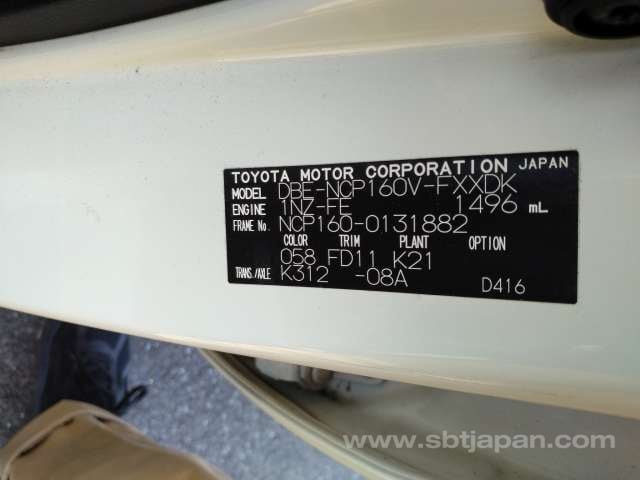 TOYOTA MOTOR CORPORATION JAPAN
MODEL DBE-NCP160V-FXXDK
ENGINE 1NZ-FE 1496 mL
FRAME No. NCP160-0131882
COLOR TRIM PLANT OPTION
058 FD11 K21
TRANS./AXLE K312 -08A
D416
www.sbtjapan.com